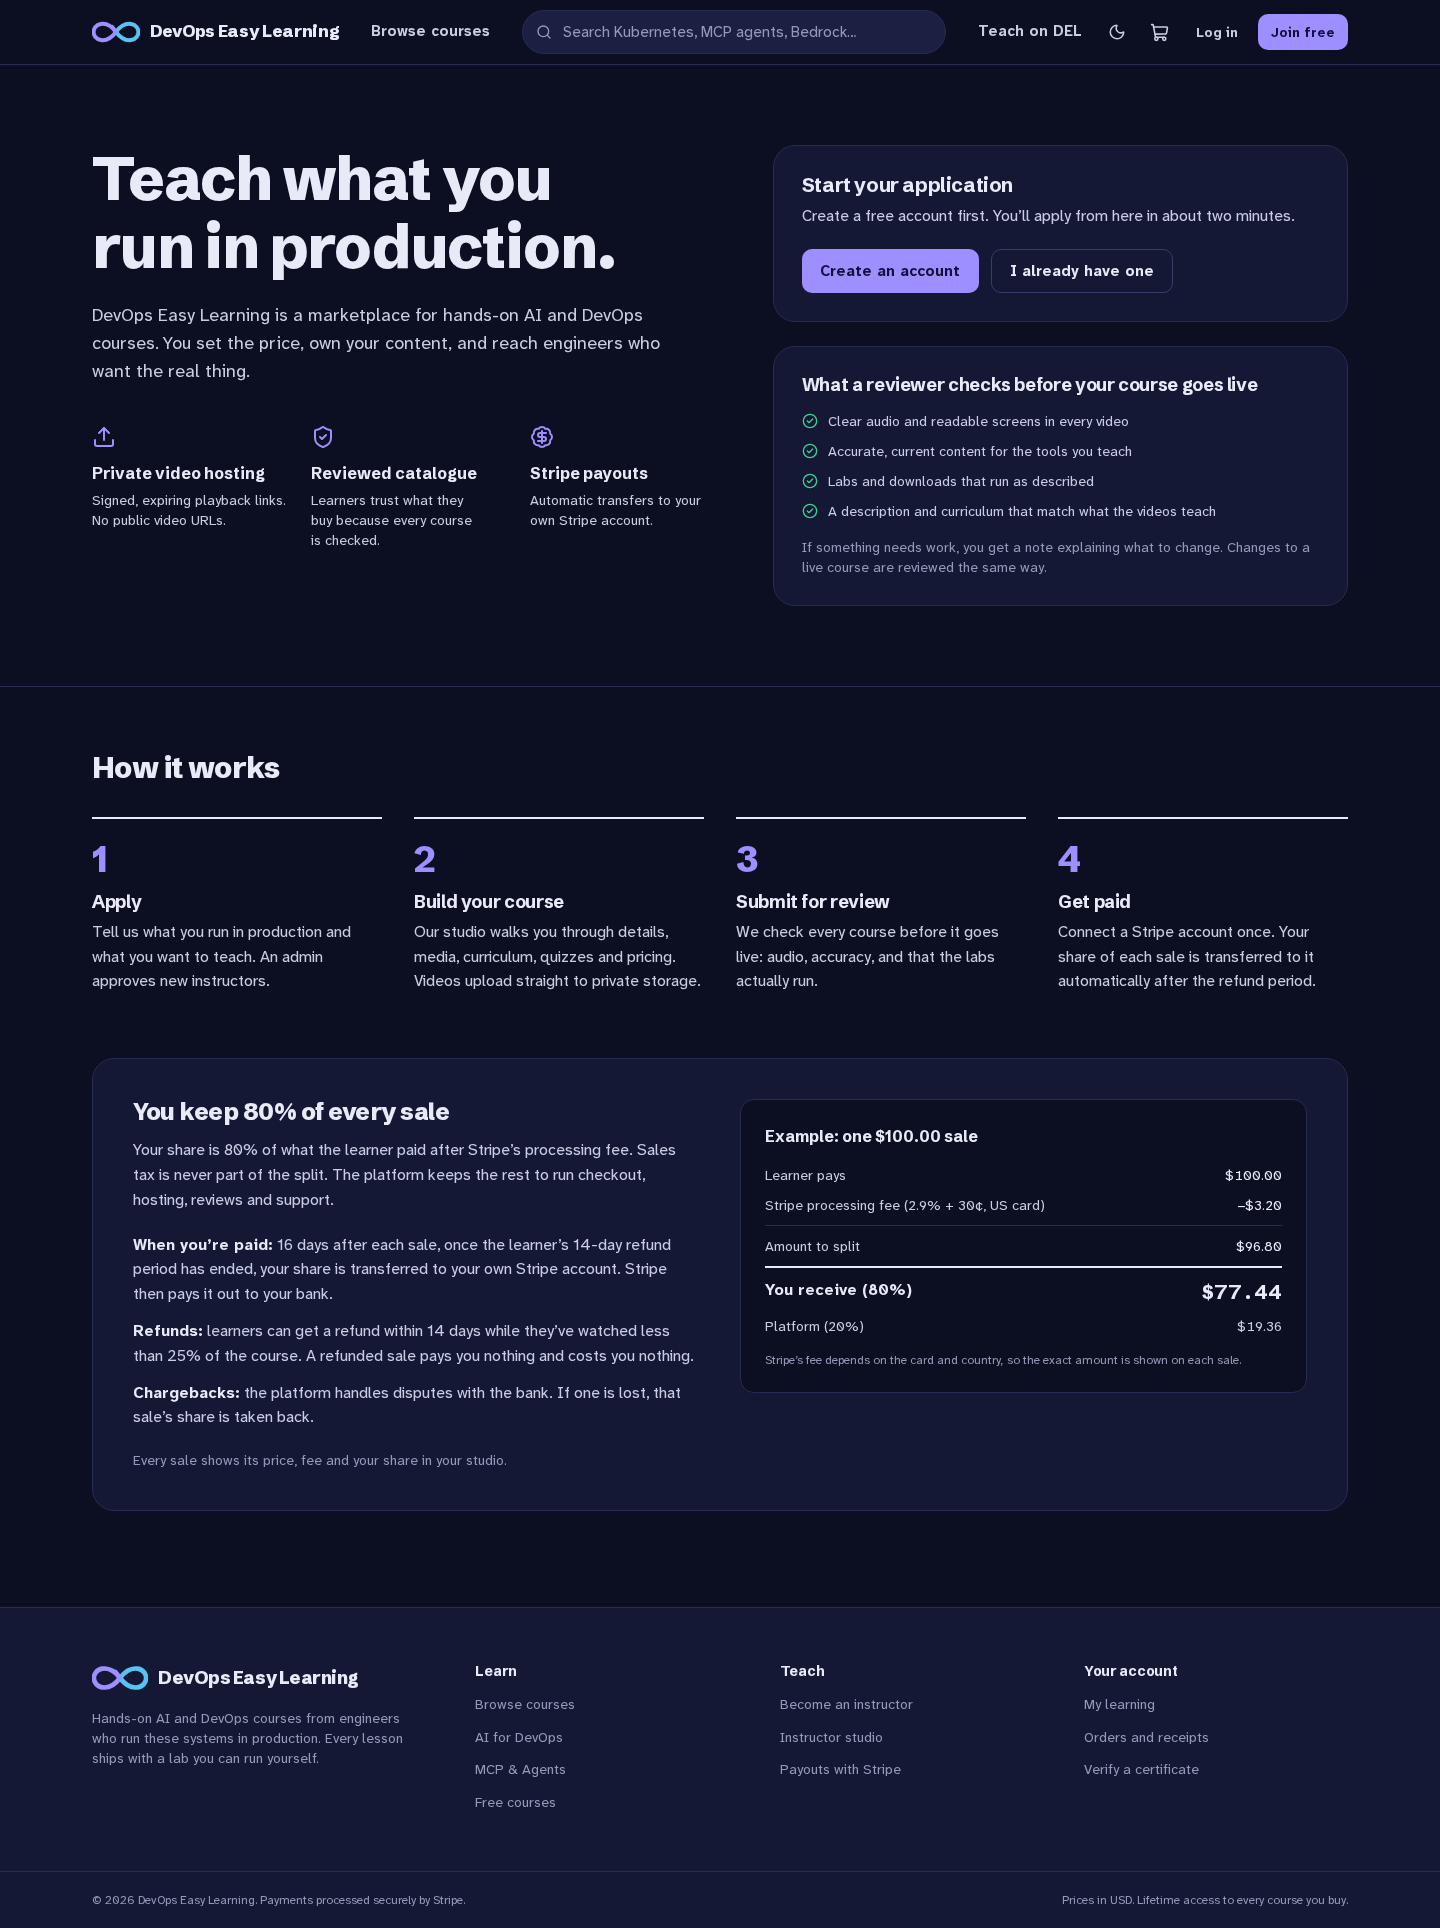 DevOps Easy Learning
Browse courses
Search Kubernetes, MCP agents, Bedrock...
Teach on DEL
Log in
Join free
Teach what you
run in production.
DevOps Easy Learning is a marketplace for hands-on AI and DevOps
courses. You set the price, own your content, and reach engineers who
want the real thing.
Private video hosting
Signed, expiring playback links.
No public video URLs.
Reviewed catalogue
Learners trust what they
buy because every course
is checked.
Stripe payouts
Automatic transfers to your
own Stripe account.
Start your application
Create a free account first. You’ll apply from here in about two minutes.
Create an account
I already have one
What a reviewer checks before your course goes live
Clear audio and readable screens in every video
Accurate, current content for the tools you teach
Labs and downloads that run as described
A description and curriculum that match what the videos teach
If something needs work, you get a note explaining what to change. Changes to a
live course are reviewed the same way.
How it works
1
Apply
Tell us what you run in production and
what you want to teach. An admin
approves new instructors.
2
Build your course
Our studio walks you through details,
media, curriculum, quizzes and pricing.
Videos upload straight to private storage.
3
Submit for review
We check every course before it goes
live: audio, accuracy, and that the labs
actually run.
4
Get paid
Connect a Stripe account once. Your
share of each sale is transferred to it
automatically after the refund period.
You keep 80% of every sale
Your share is 80% of what the learner paid after Stripe’s processing fee. Sales
tax is never part of the split. The platform keeps the rest to run checkout,
hosting, reviews and support.
When you’re paid: 16 days after each sale, once the learner’s 14-day refund
period has ended, your share is transferred to your own Stripe account. Stripe
then pays it out to your bank.
Refunds: learners can get a refund within 14 days while they’ve watched less
than 25% of the course. A refunded sale pays you nothing and costs you nothing.
Chargebacks: the platform handles disputes with the bank. If one is lost, that
sale’s share is taken back.
Every sale shows its price, fee and your share in your studio.
Example: one $100.00 sale
Learner pays $100.00
Stripe processing fee (2.9% + 30¢, US card) −$3.20
Amount to split $96.80
You receive (80%) $77.44
Platform (20%) $19.36
Stripe’s fee depends on the card and country, so the exact amount is shown on each sale.
DevOps Easy Learning
Hands-on AI and DevOps courses from engineers
who run these systems in production. Every lesson
ships with a lab you can run yourself.
Learn
Browse courses
AI for DevOps
MCP & Agents
Free courses
Teach
Become an instructor
Instructor studio
Payouts with Stripe
Your account
My learning
Orders and receipts
Verify a certificate
© 2026 DevOps Easy Learning. Payments processed securely by Stripe.
Prices in USD. Lifetime access to every course you buy.